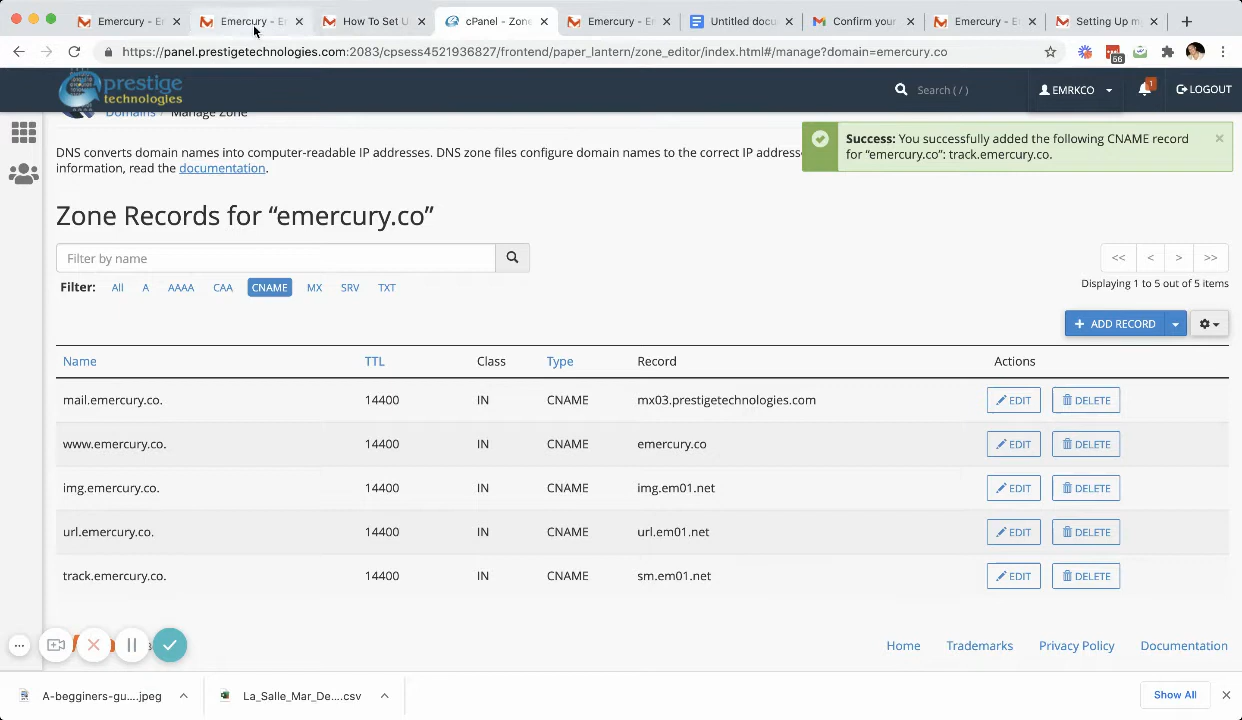 Emercury - E
Emercury - E
How To Set U
cPanel - Zone
Emercury - E
Untitled docu
Confirm your
Emercury - E
Setting Up m
https://panel.prestigetechnologies.com:2083/cpsess4521936827/frontend/paper_lantern/zone_editor/index.html#/manage?domain=emercury.co
56
prestige
technologies
Search ( / )
EMRKCO
1
LOGOUT
Domains / Manage Zone
DNS converts domain names into computer-readable IP addresses. DNS zone files configure domain names to the correct IP addresse
information, read the documentation.
Success: You successfully added the following CNAME record
for “emercury.co”: track.emercury.co.
Zone Records for “emercury.co”
Filter by name
<< < > >>
Filter: All A AAAA CAA CNAME MX SRV TXT
Displaying 1 to 5 out of 5 items
+ ADD RECORD
Name TTL Class Type Record Actions
mail.emercury.co. 14400 IN CNAME mx03.prestigetechnologies.com EDIT DELETE
www.emercury.co. 14400 IN CNAME emercury.co EDIT DELETE
img.emercury.co. 14400 IN CNAME img.em01.net EDIT DELETE
url.emercury.co. 14400 IN CNAME url.em01.net EDIT DELETE
track.emercury.co. 14400 IN CNAME sm.em01.net EDIT DELETE
Home Trademarks Privacy Policy Documentation
A-begginers-gu....jpeg
La_Salle_Mar_De....csv
Show All